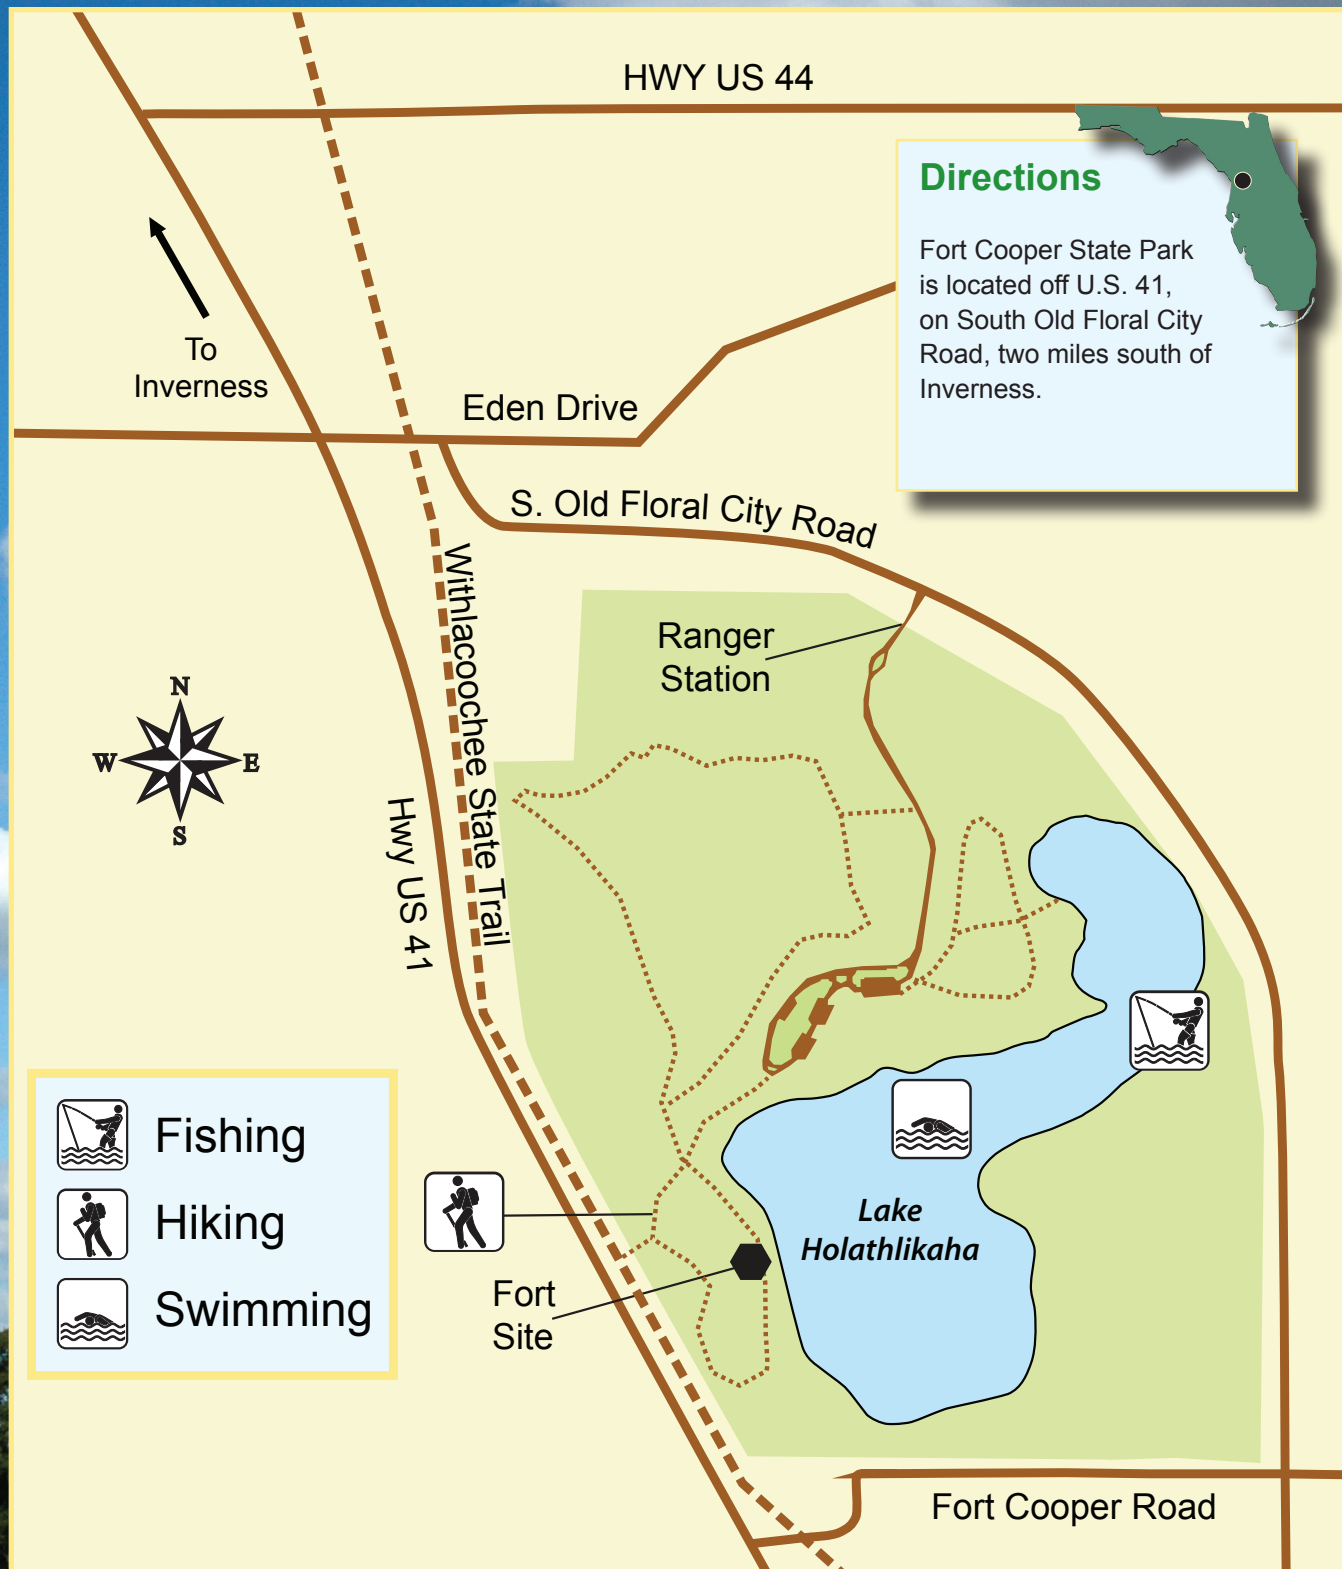 HWY US 44
Directions
Fort Cooper State Park
is located off U.S. 41,
on South Old Floral City
Road, two miles south of
Inverness.
To
Inverness
Eden Drive
S. Old Floral City Road
Withlacoochee State Trail
Ranger
Station
N
W
E
S
Hwy US 41
Fishing
Hiking
Swimming
Lake
Holathlikaha
Fort
Site
Fort Cooper Road